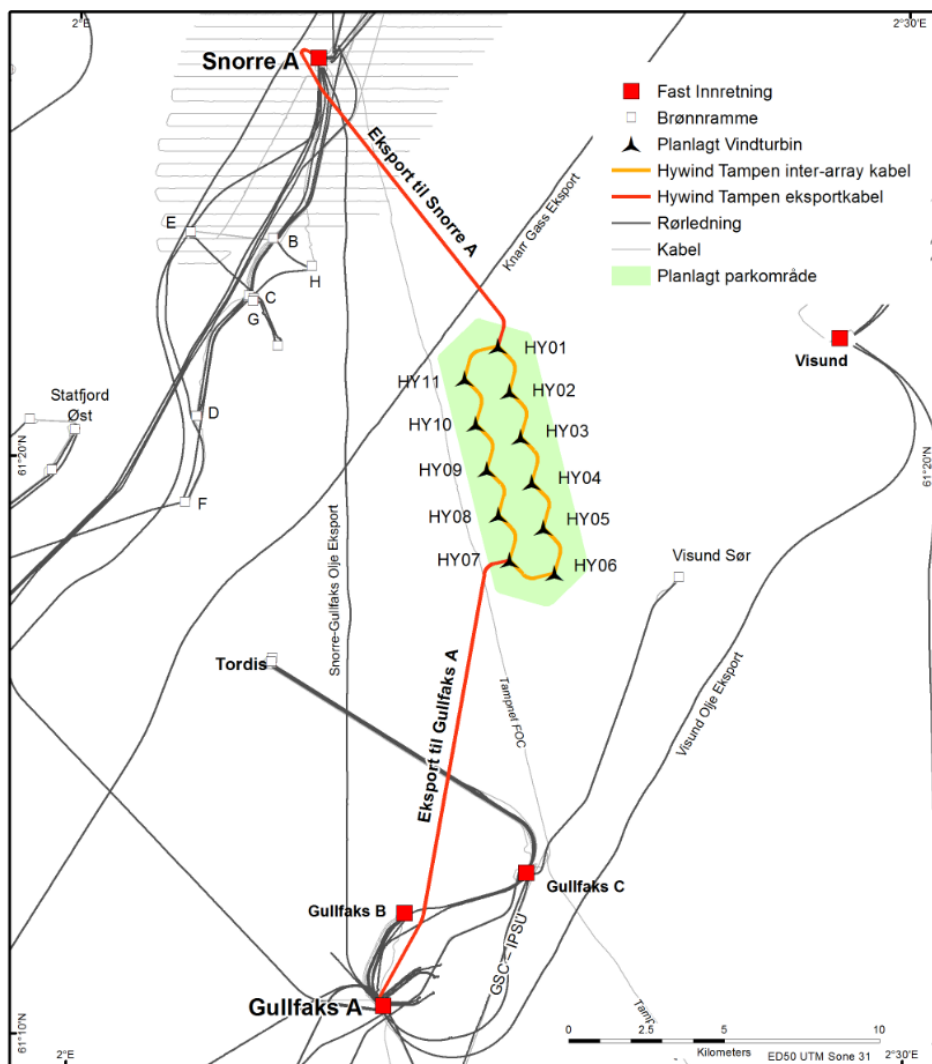 2°E
2°30'E
Snorre A
Fast Innretning
Brønnramme
Planlagt Vindturbin
Hywind Tampen inter-array kabel
Hywind Tampen eksportkabel
Rørledning
Kabel
Planlagt parkområde
Eksport til Snorre A
Knarr Gass Eksport
E
B
H
C
G
HY01
Visund
HY11
HY02
Statfjord
Øst
D
HY10
HY03
61°20'N
61°20'N
HY09
HY04
F
HY08
HY05
HY07
HY06
Visund Sør
Snorre-Gullfaks Olje Eksport
Tordis
Eksport til Gullfaks A
Tampnet FOC
Visund Olje Eksport
Gullfaks C
Gullfaks B
GSC – IPSU
Gullfaks A
Tamp
61°10'N
0 2.5 5 10
Kilometers
ED50 UTM Sone 31
2°E
2°30'E